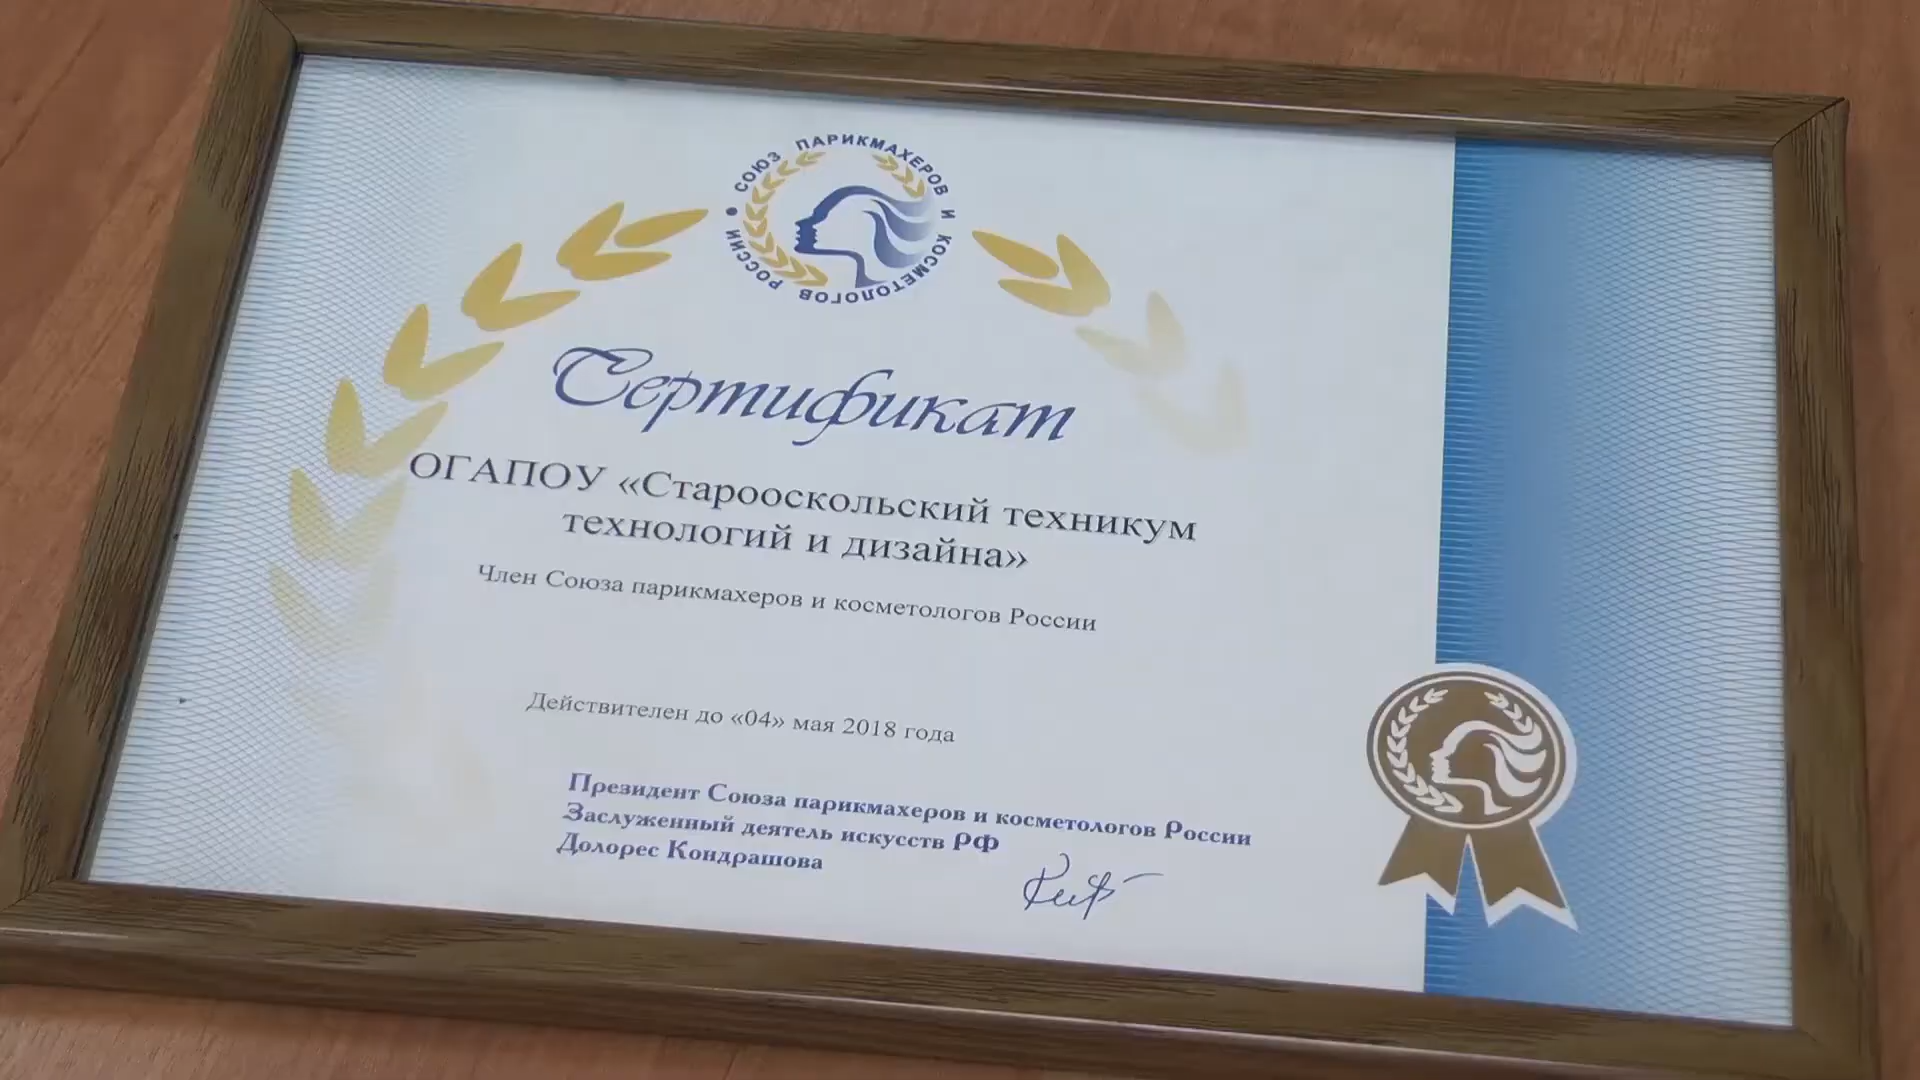 СОЮЗ ПАРИКМАХЕРОВ И КОСМЕТОЛОГОВ РОССИИ •
Сертификат
ОГАПОУ «Старооскольский техникум
технологий и дизайна»
Член Союза парикмахеров и косметологов России
Действителен до «04» мая 2018 года
Президент Союза парикмахеров и косметологов России
Заслуженный деятель искусств РФ
Долорес Кондрашова